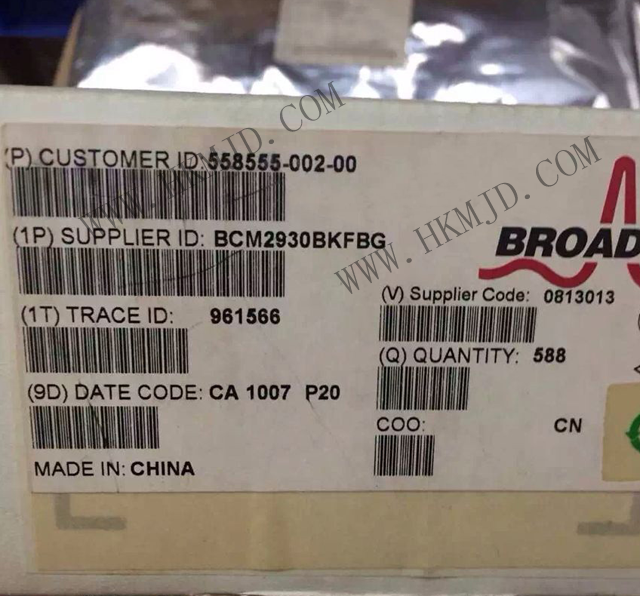 (P) CUSTOMER ID 558555-002-00
(1P) SUPPLIER ID: BCM2930BKFBG
BROAD
(V) Supplier Code: 0813013
(1T) TRACE ID: 961566
(Q) QUANTITY: 588
(9D) DATE CODE: CA 1007 P20
COO: CN
MADE IN: CHINA
WWW.HKMJD.COM
WWW.HKMJD.COM